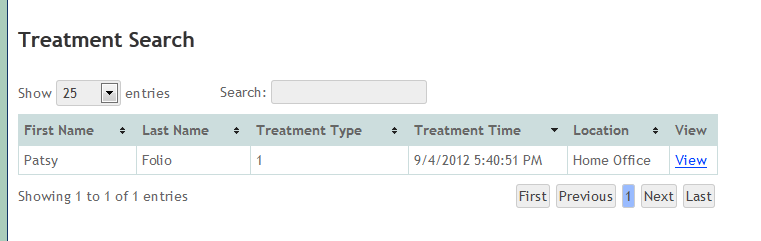 Treatment Search
Show 25 entries Search:
First Name Last Name Treatment Type Treatment Time Location View
Patsy Folio 1 9/4/2012 5:40:51 PM Home Office View
Showing 1 to 1 of 1 entries First Previous 1 Next Last